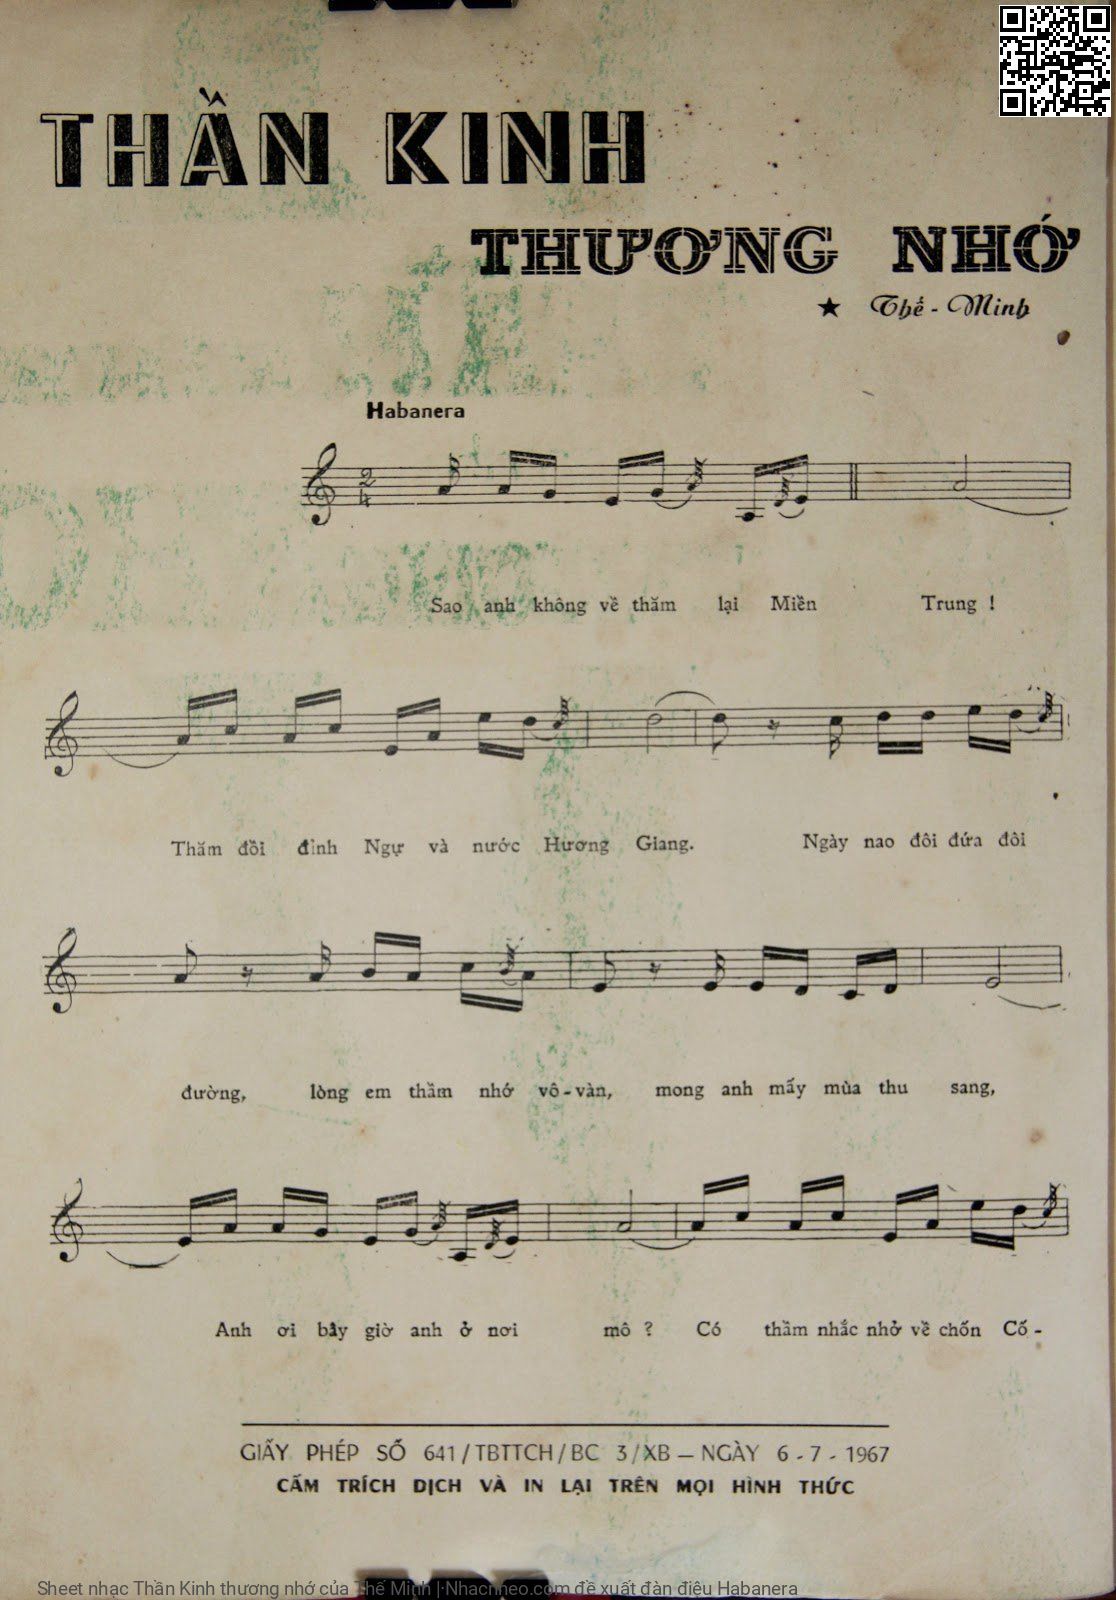 THẦN KINH
THƯƠNG NHỚ
★ Thế - Minh
Habanera
2
4
Sao anh không về thăm lại Miền Trung !
Thăm đồi đỉnh Ngự và nước Hương Giang. Ngày nao đôi đứa đôi
đường, lòng em thầm nhớ vô-vàn, mong anh mấy mùa thu sang,
Anh ơi bây giờ anh ở nơi mô ? Có thầm nhắc nhở về chốn Cố-
GIẤY PHÉP SỐ 641/TBTTCH/BC 3/XB — NGÀY 6 - 7 - 1967
CẤM TRÍCH DỊCH VÀ IN LẠI TRÊN MỌI HÌNH THỨC
Sheet nhạc Thần Kinh thương nhớ của Thế Minh | Nhacnheo.com đề xuất đàn điệu Habanera